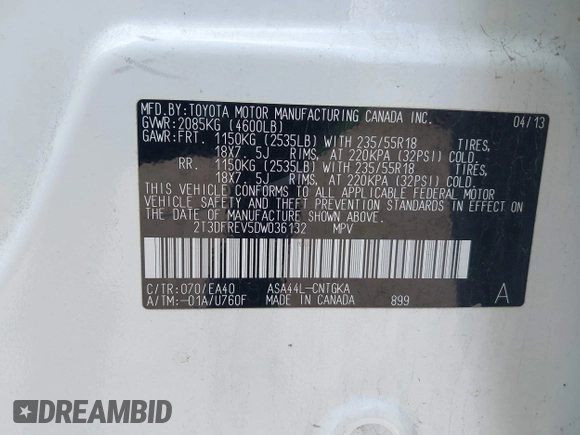 MFD.BY:TOYOTA MOTOR MANUFACTURING CANADA INC. 04/13
GVWR:2085KG (4600LB)
GAWR:FRT. 1150KG (2535LB) WITH 235/55R18 TIRES,
18X7 .5J RIMS, AT 220KPA (32PSI) COLD.
RR. 1150KG (2535LB) WITH 235/55R18 TIRES,
18X7 .5J RIMS, AT 220KPA (32PSI) COLD.
THIS VEHICLE CONFORMS TO ALL APPLICABLE FEDERAL MOTOR
VEHICLE SAFETY AND THEFT PREVENTION STANDARDS IN EFFECT
ON THE DATE OF MANUFACTURE SHOWN ABOVE.
2T3DFREV5DW036132 MPV
C/TR:070/EA40 ASA44L-CNTGKA
A/TM:-01A/U760F MADE IN CANADA 899 A
DREAMBID